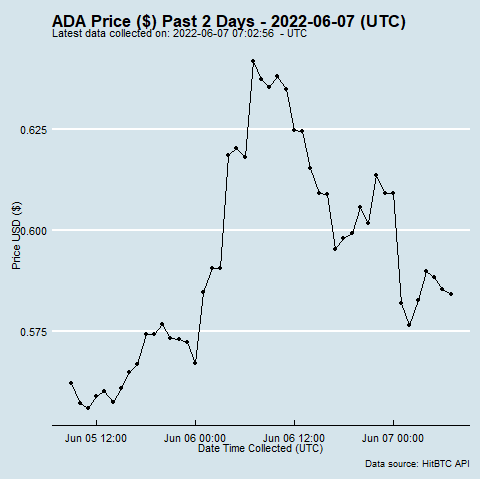 ADA Price ($) Past 2 Days - 2022-06-07 (UTC)
Latest data collected on: 2022-06-07 07:02:56 - UTC
0.625
0.600
0.575
Price USD ($)
Jun 05 12:00 Jun 06 00:00 Jun 06 12:00 Jun 07 00:00
Date Time Collected (UTC)
Data source: HitBTC API